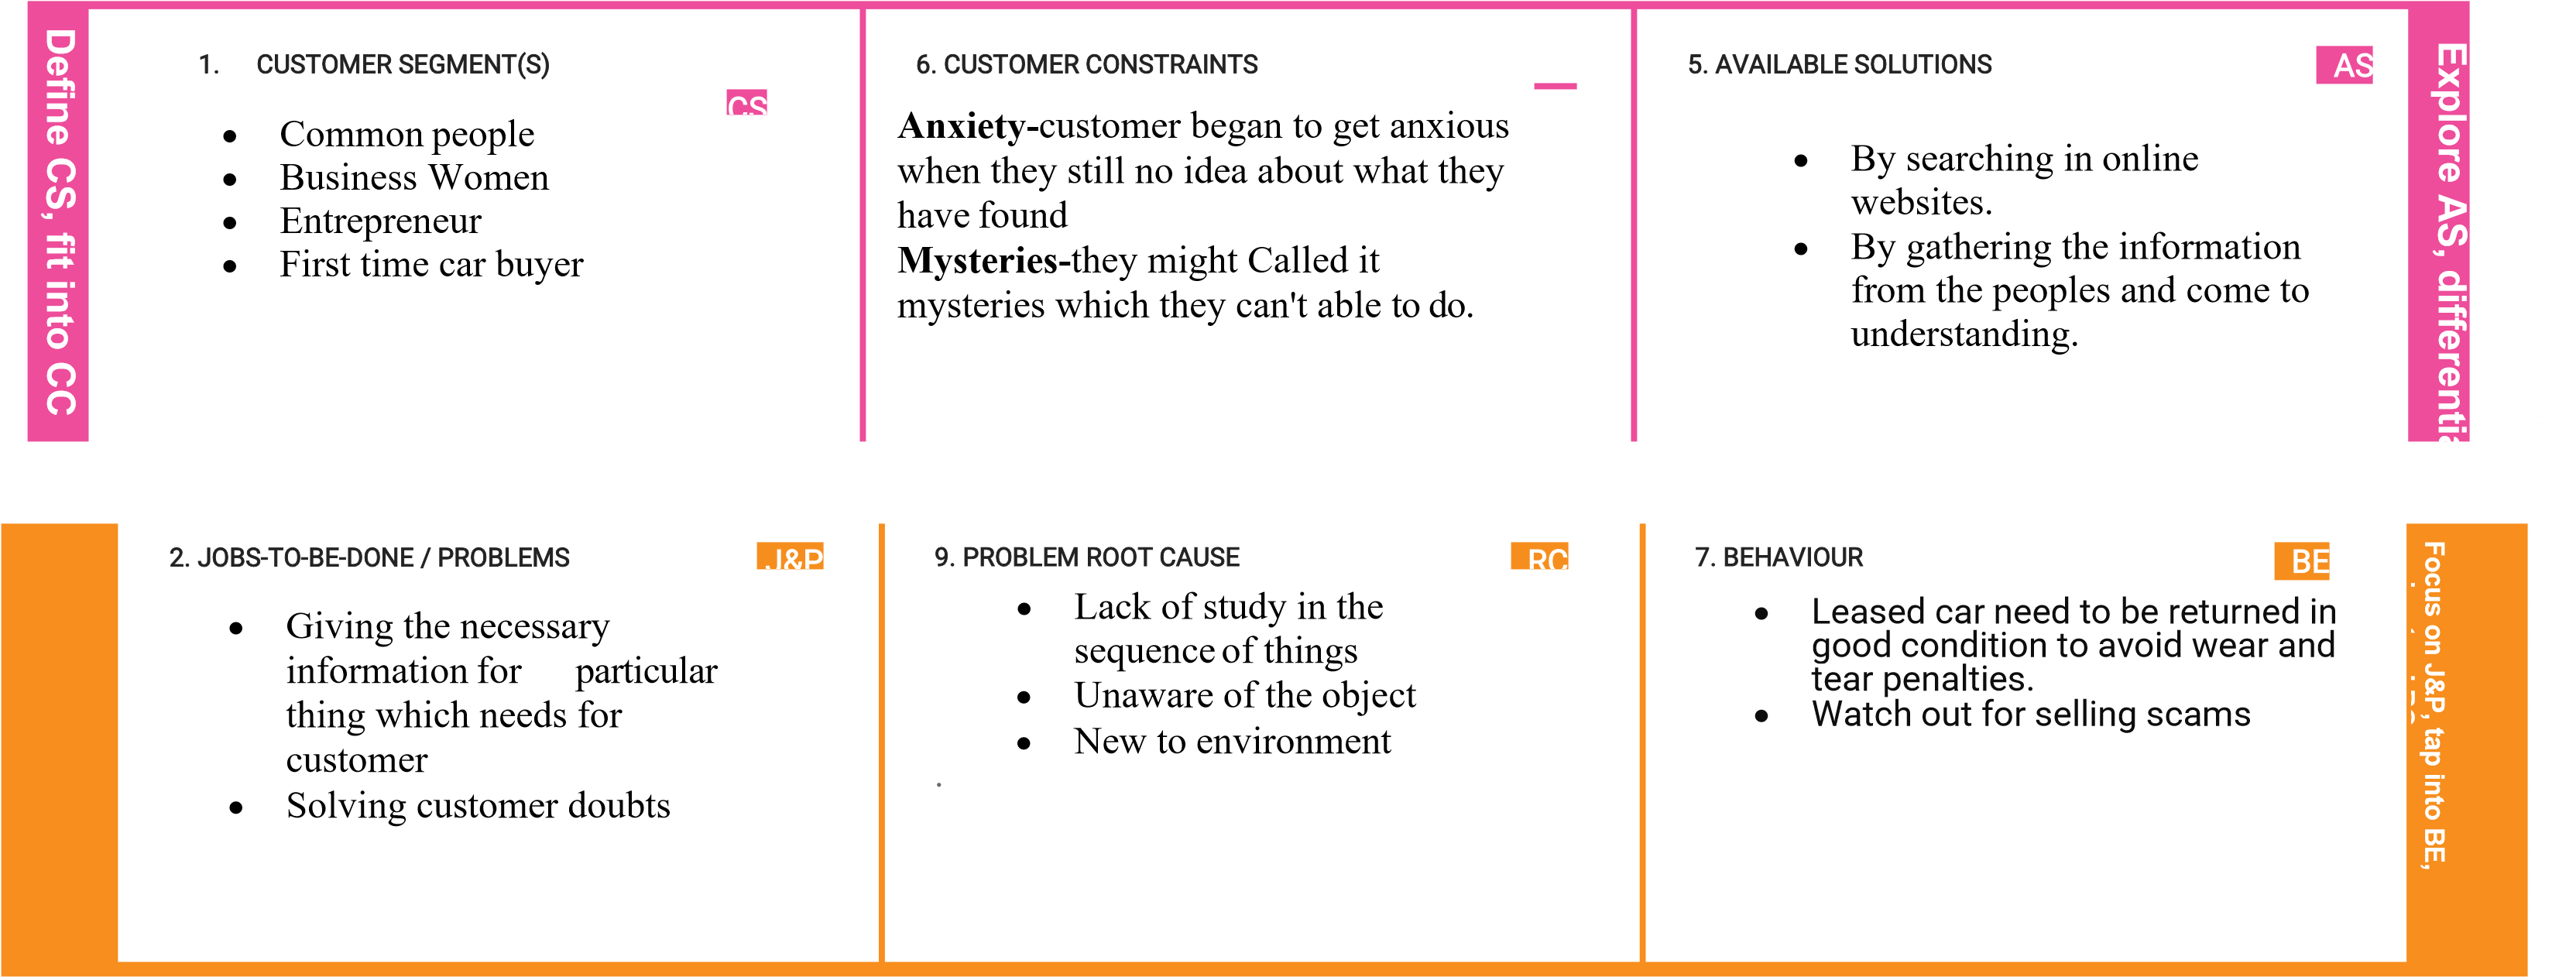 Define CS, fit into CC
1. CUSTOMER SEGMENT(S)
CS
Common people
Business Women
Entrepreneur
First time car buyer
6. CUSTOMER CONSTRAINTS
Anxiety-customer began to get anxious
when they still no idea about what they
have found
Mysteries-they might Called it
mysteries which they can't able to do.
5. AVAILABLE SOLUTIONS
AS
By searching in online
websites.
By gathering the information
from the peoples and come to
understanding.
Explore AS, differentia
2. JOBS-TO-BE-DONE / PROBLEMS
J&P
Giving the necessary
information for particular
thing which needs for
customer
Solving customer doubts
9. PROBLEM ROOT CAUSE
RC
Lack of study in the
sequence of things
Unaware of the object
New to environment
.
7. BEHAVIOUR
BE
Leased car need to be returned in
good condition to avoid wear and
tear penalties.
Watch out for selling scams
Focus on J&P, tap into BE,